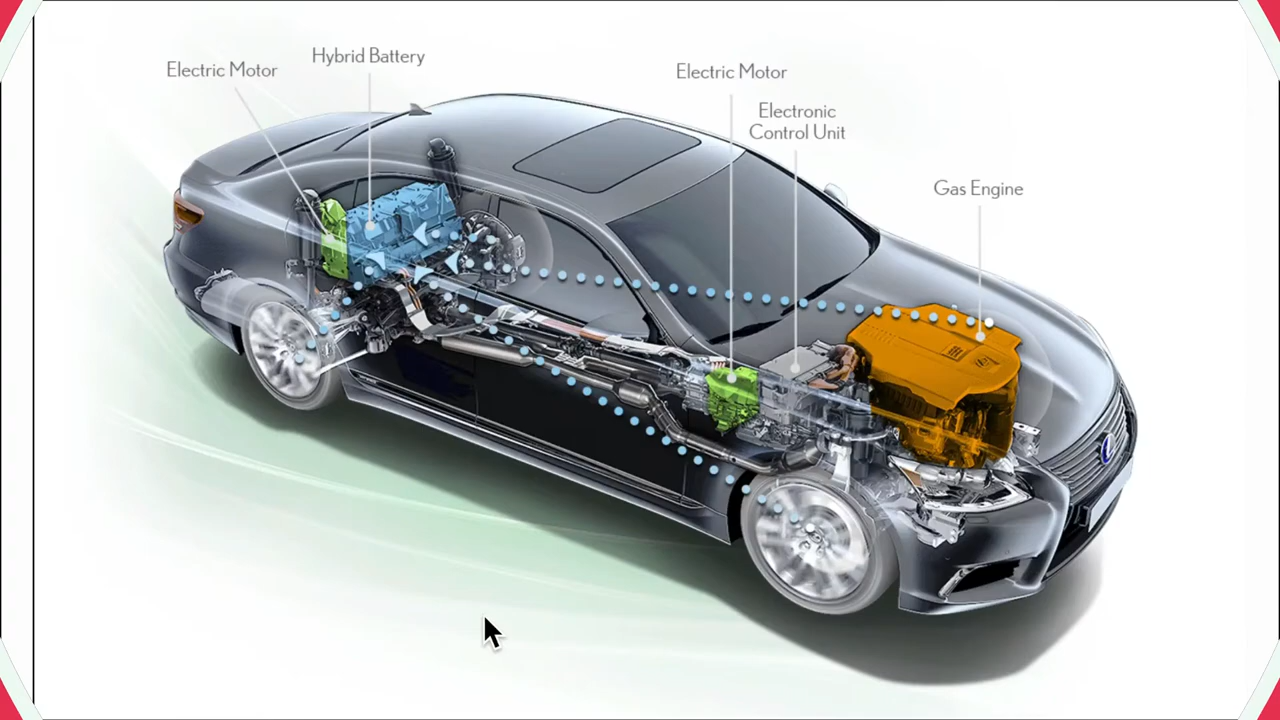 Electric Motor
Hybrid Battery
Electric Motor
Electronic
Control Unit
Gas Engine